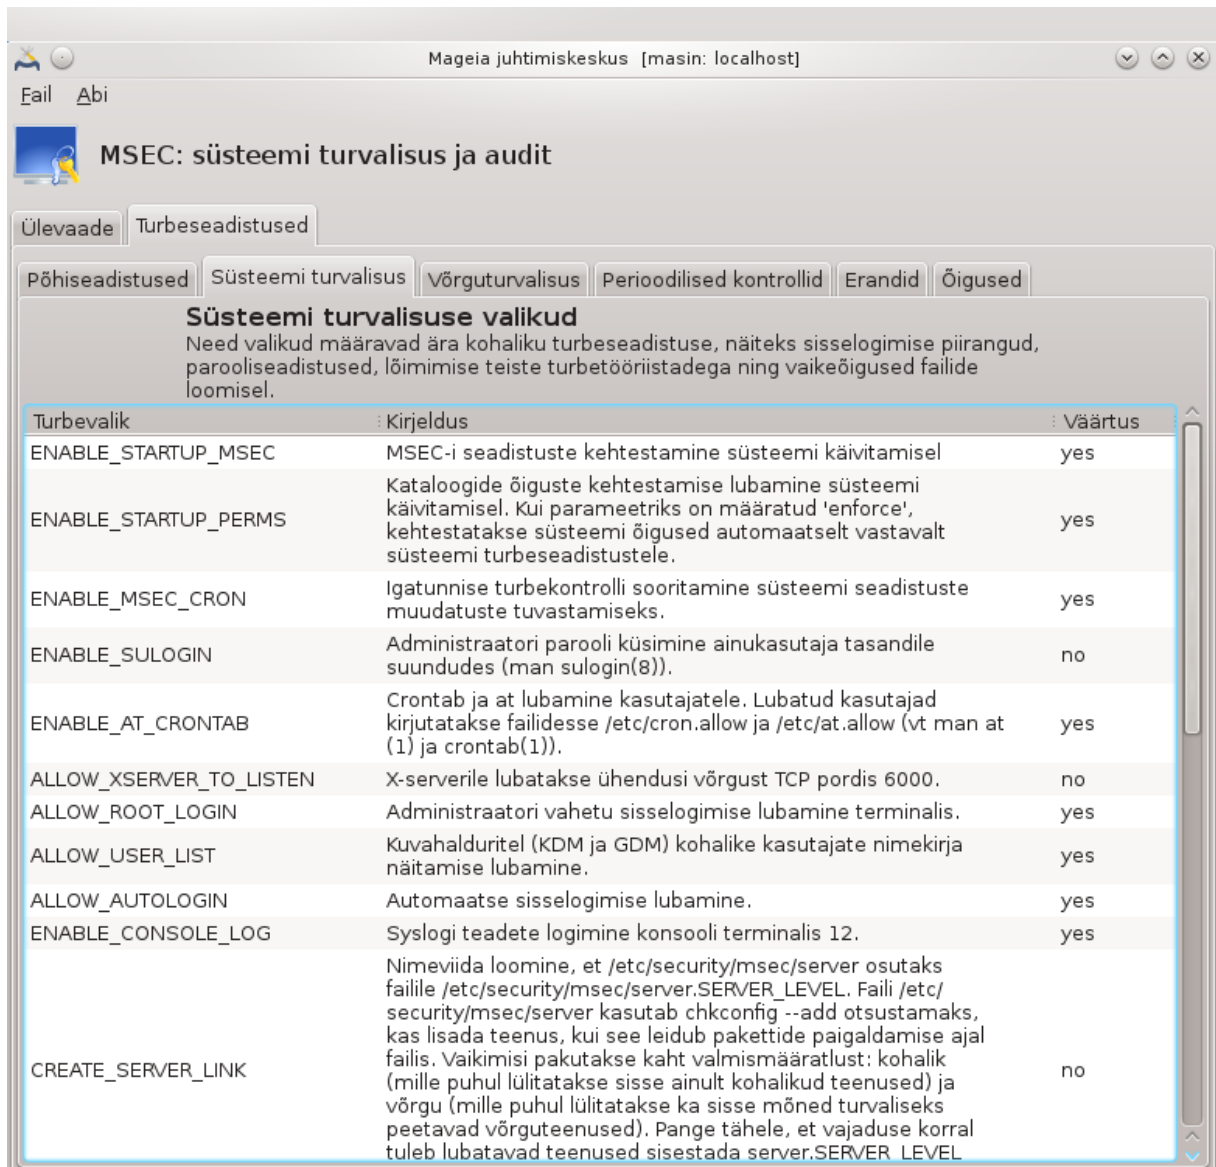 Mageia juhtimiskeskus [masin: localhost]
Fail Abi
MSEC: süsteemi turvalisus ja audit
Ülevaade Turbeseadistused
Põhiseadistused Süsteemi turvalisus Võrguturvalisus Perioodilised kontrollid Erandid Õigused
Süsteemi turvalisuse valikud
Need valikud määravad ära kohaliku turbeseadistuse, näiteks sisselogimise piirangud,
parooliseadistused, lõimimise teiste turbetööriistadega ning vaikeõigused failide
loomisel.
Turbevalik Kirjeldus Väärtus
ENABLE_STARTUP_MSEC MSEC-i seadistuste kehtestamine süsteemi käivitamisel yes
Kataloogide õiguste kehtestamise lubamine süsteemi
käivitamisel. Kui parameetriks on määratud 'enforce',
ENABLE_STARTUP_PERMS yes
kehtestatakse süsteemi õigused automaatselt vastavalt
süsteemi turbeseadistustele.
Igatunnise turbekontrolli sooritamine süsteemi seadistuste
ENABLE_MSEC_CRON yes
muudatuste tuvastamiseks.
Administraatori parooli küsimine ainukasutaja tasandile
ENABLE_SULOGIN no
suundudes (man sulogin(8)).
Crontab ja at lubamine kasutajatele. Lubatud kasutajad
ENABLE_AT_CRONTAB kirjutatakse failidesse /etc/cron.allow ja /etc/at.allow (vt man at yes
(1) ja crontab(1)).
ALLOW_XSERVER_TO_LISTEN X-serverile lubatakse ühendusi võrgust TCP pordis 6000. no
ALLOW_ROOT_LOGIN Administraatori vahetu sisselogimise lubamine terminalis. yes
Kuvahalduritel (KDM ja GDM) kohalike kasutajate nimekirja
ALLOW_USER_LIST yes
näitamise lubamine.
ALLOW_AUTOLOGIN Automaatse sisselogimise lubamine. yes
ENABLE_CONSOLE_LOG Syslogi teadete logimine konsooli terminalis 12. yes
Nimeviida loomine, et /etc/security/msec/server osutaks
failile /etc/security/msec/server.SERVER_LEVEL. Faili /etc/
security/msec/server kasutab chkconfig --add otsustamaks,
kas lisada teenus, kui see leidub pakettide paigaldamise ajal
failis. Vaikimisi pakutakse kaht valmismääratlust: kohalik
CREATE_SERVER_LINK no
(mille puhul lülitatakse sisse ainult kohalikud teenused) ja
võrgu (mille puhul lülitatakse ka sisse mõned turvaliseks
peetavad võrguteenused). Pange tähele, et vajaduse korral
tuleb lubatavad teenused sisestada server.SERVER_LEVEL